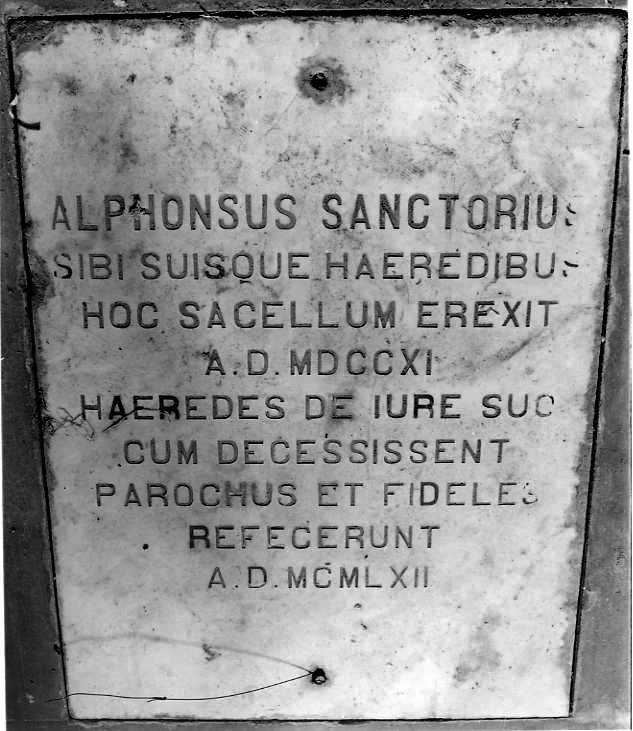 ALPHONSUS SANCTORIUS
SIBI SUISQUE HAEREDIBUS
HOC SACELLUM EREXIT
A.D. MDCCXI
HAEREDES DE IURE SUO
CUM DECESSISSENT
PAROCHUS ET FIDELES
REFECERUNT
A.D. MCMLXII